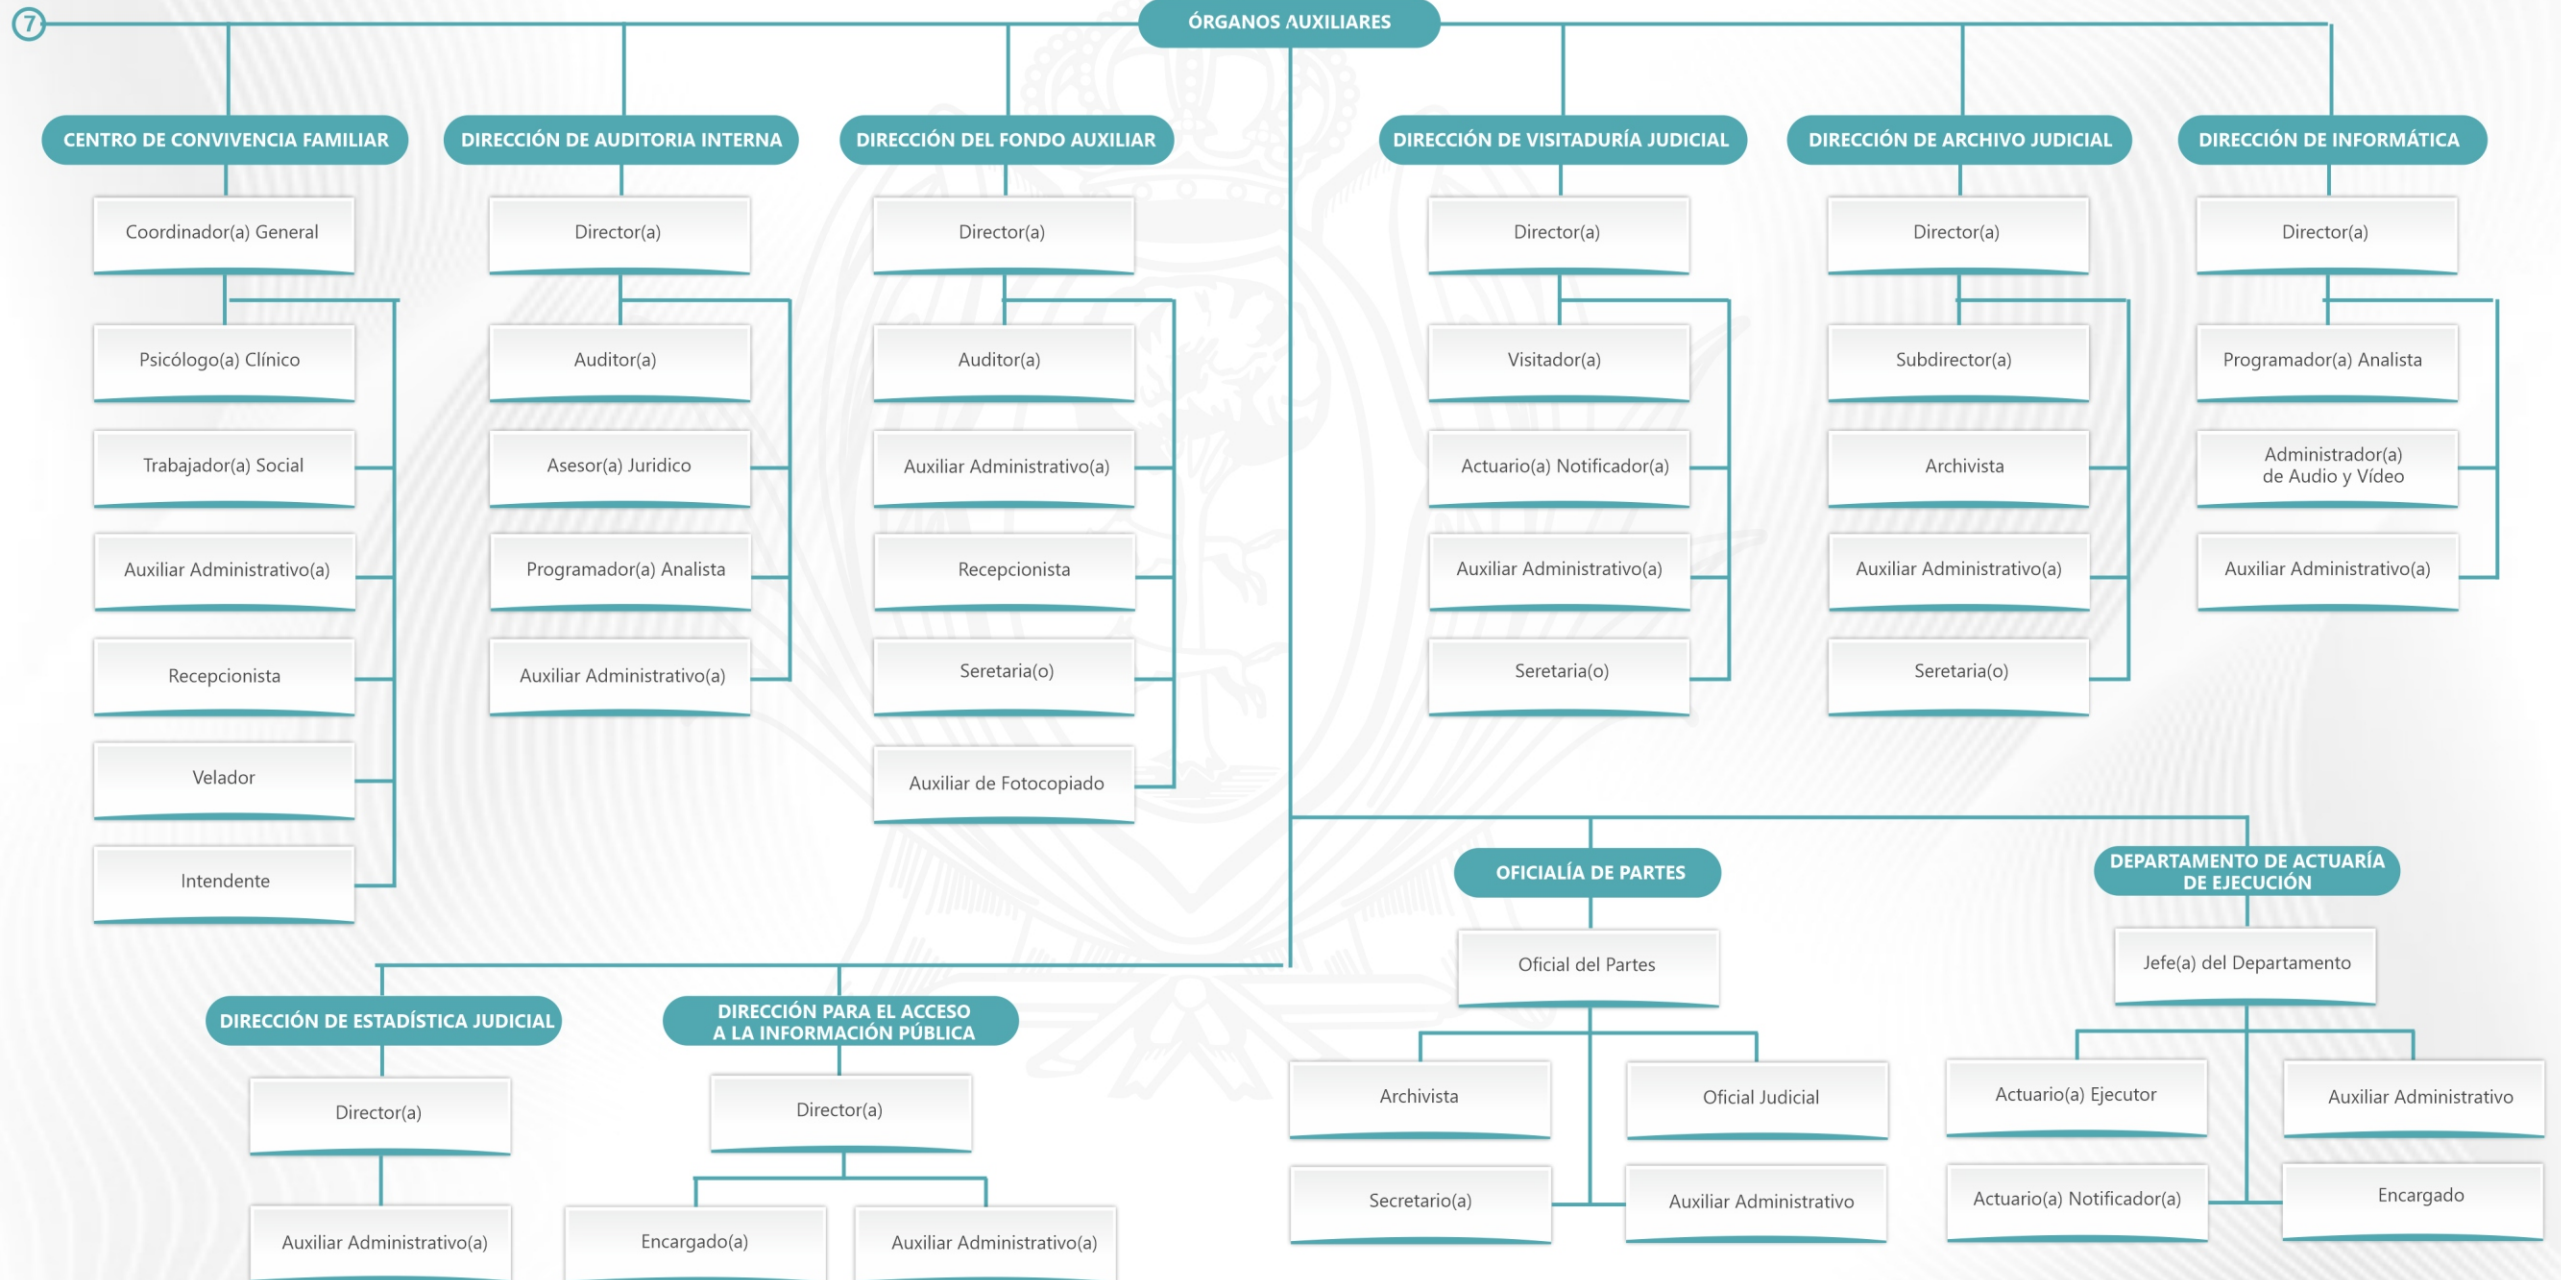 7
ÓRGANOS AUXILIARES
CENTRO DE CONVIVENCIA FAMILIAR
Coordinador(a) General
Psicólogo(a) Clínico
Trabajador(a) Social
Auxiliar Administrativo(a)
Recepcionista
Velador
Intendente
DIRECCIÓN DE AUDITORIA INTERNA
Director(a)
Auditor(a)
Asesor(a) Juridico
Programador(a) Analista
Auxiliar Administrativo(a)
DIRECCIÓN DEL FONDO AUXILIAR
Director(a)
Auditor(a)
Auxiliar Administrativo(a)
Recepcionista
Seretaria(o)
Auxiliar de Fotocopiado
DIRECCIÓN DE VISITADURÍA JUDICIAL
Director(a)
Visitador(a)
Actuario(a) Notificador(a)
Auxiliar Administrativo(a)
Seretaria(o)
DIRECCIÓN DE ARCHIVO JUDICIAL
Director(a)
Subdirector(a)
Archivista
Auxiliar Administrativo(a)
Seretaria(o)
DIRECCIÓN DE INFORMÁTICA
Director(a)
Programador(a) Analista
Administrador(a)
de Audio y Vídeo
Auxiliar Administrativo(a)
DIRECCIÓN DE ESTADÍSTICA JUDICIAL
Director(a)
Auxiliar Administrativo(a)
DIRECCIÓN PARA EL ACCESO
A LA INFORMACIÓN PÚBLICA
Director(a)
Encargado(a)
Auxiliar Administrativo(a)
OFICIALÍA DE PARTES
Oficial del Partes
Archivista
Oficial Judicial
Secretario(a)
Auxiliar Administrativo
DEPARTAMENTO DE ACTUARÍA
DE EJECUCIÓN
Jefe(a) del Departamento
Actuario(a) Ejecutor
Auxiliar Administrativo
Actuario(a) Notificador(a)
Encargado